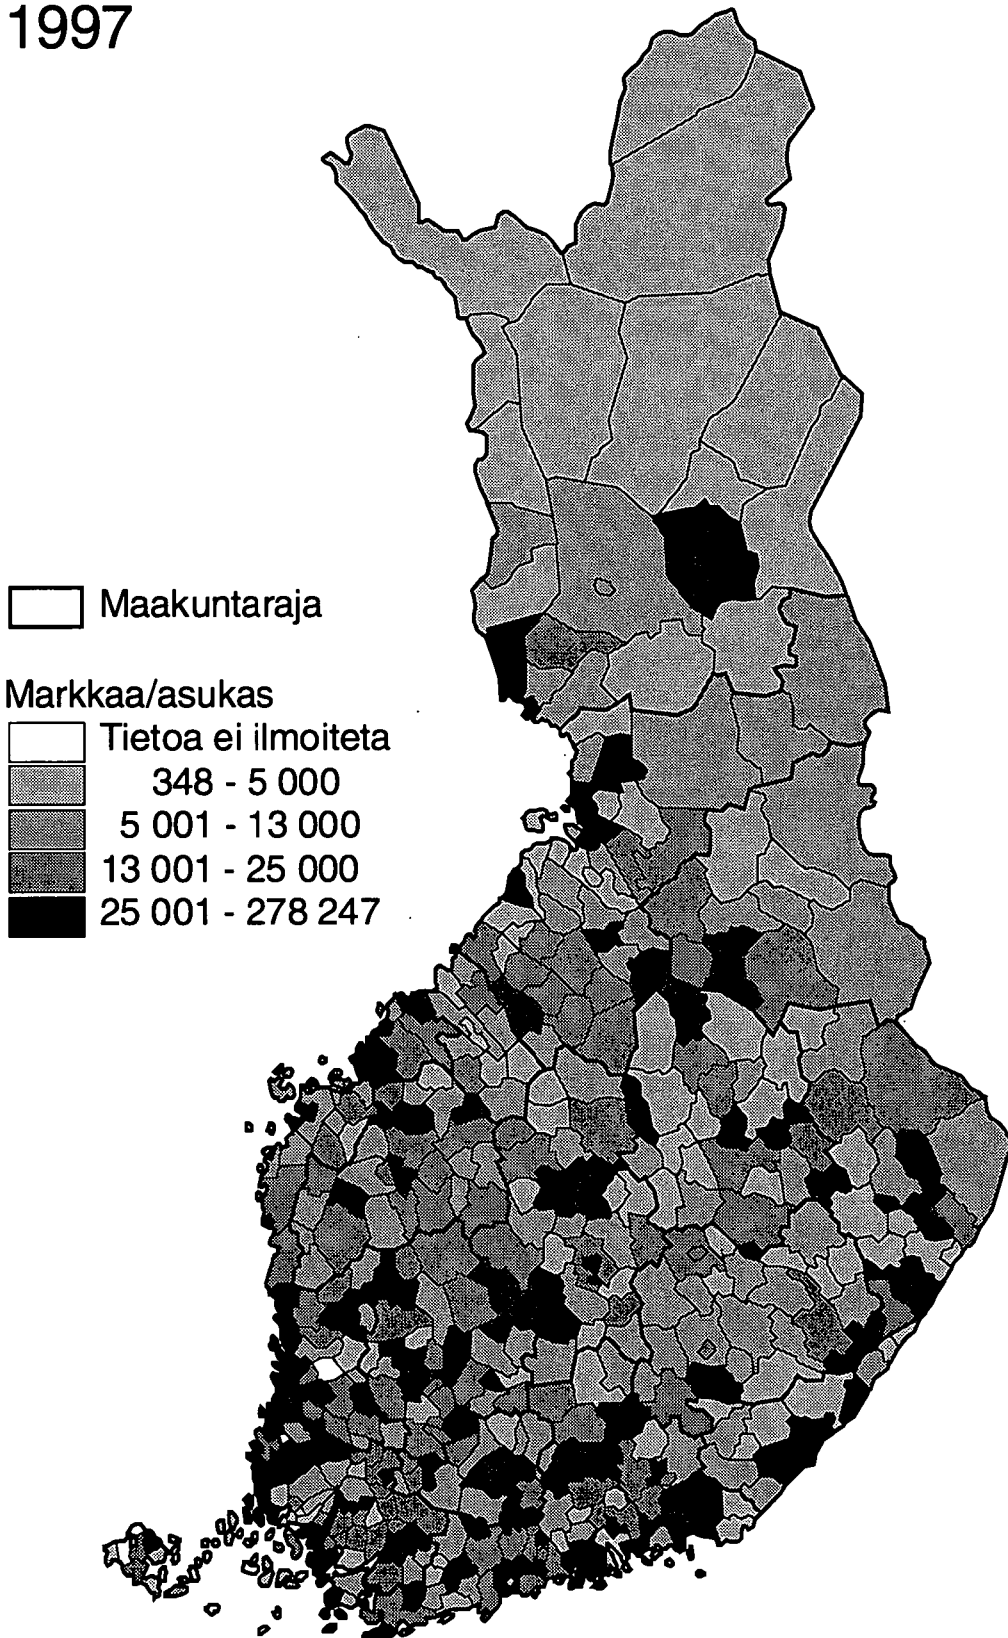 1997
Maakuntaraja
Markkaa/asukas
Tietoa ei ilmoiteta
348 - 5 000
5 001 - 13 000
13 001 - 25 000
25 001 - 278 247